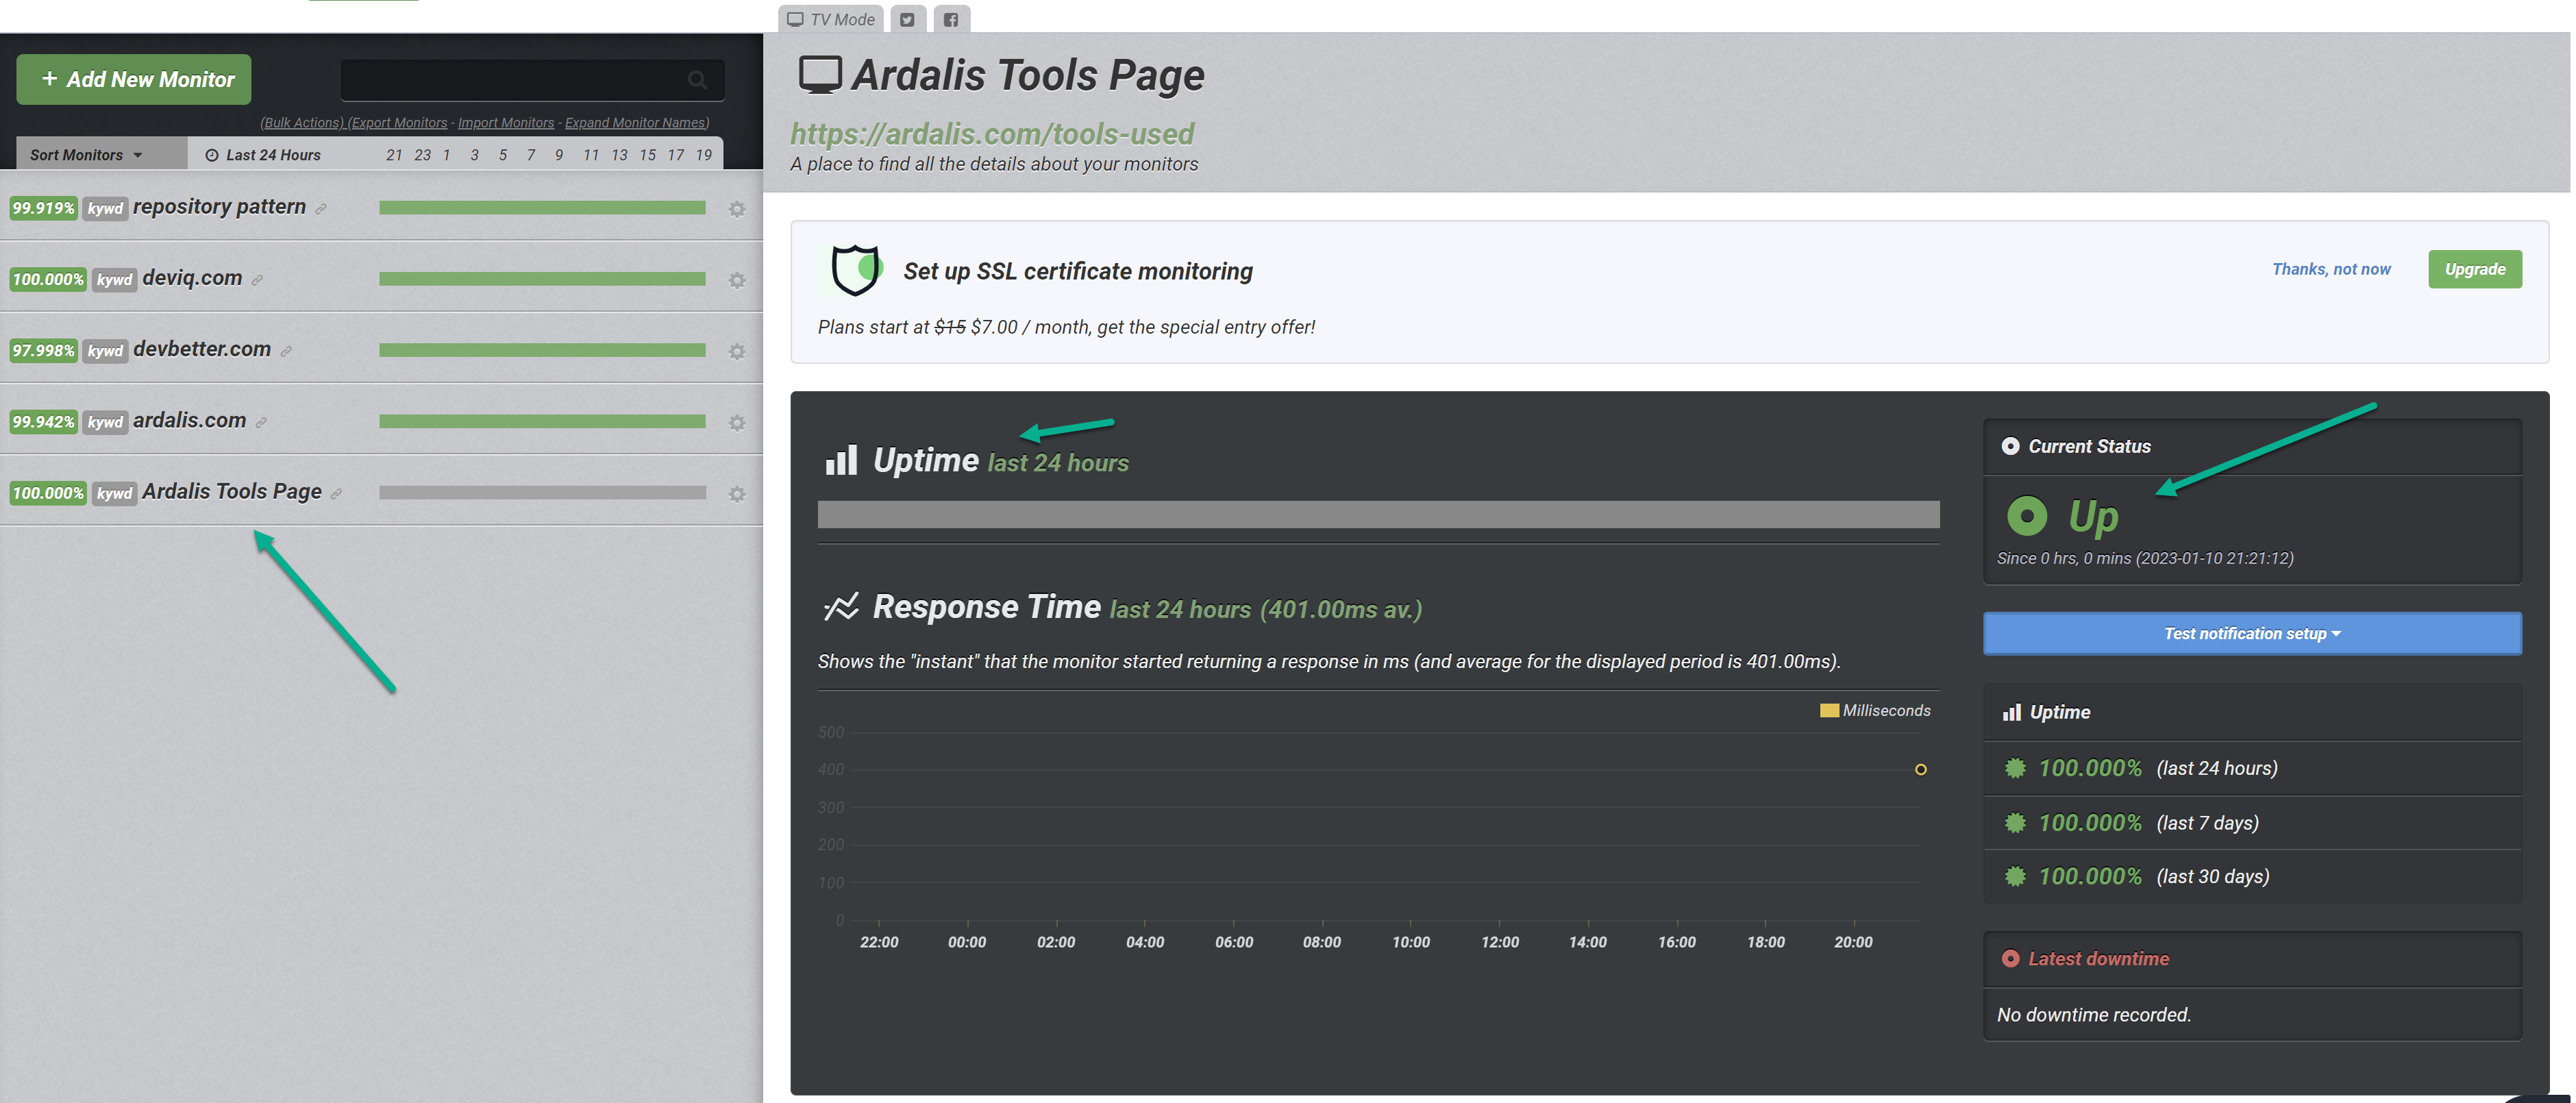 TV Mode
+ Add New Monitor
(Bulk Actions) (Export Monitors - Import Monitors - Expand Monitor Names)
Sort Monitors
Last 24 Hours
21 23 1 3 5 7 9 11 13 15 17 19
99.919% kywd repository pattern
100.000% kywd deviq.com
97.998% kywd devbetter.com
99.942% kywd ardalis.com
100.000% kywd Ardalis Tools Page
Ardalis Tools Page
https://ardalis.com/tools-used
A place to find all the details about your monitors
Set up SSL certificate monitoring
Thanks, not now
Upgrade
Plans start at $15 $7.00 / month, get the special entry offer!
Uptime last 24 hours
Response Time last 24 hours (401.00ms av.)
Shows the "instant" that the monitor started returning a response in ms (and average for the displayed period is 401.00ms).
Milliseconds
500
400
300
200
100
0
22:00 00:00 02:00 04:00 06:00 08:00 10:00 12:00 14:00 16:00 18:00 20:00
Current Status
Up
Since 0 hrs, 0 mins (2023-01-10 21:21:12)
Test notification setup
Uptime
100.000% (last 24 hours)
100.000% (last 7 days)
100.000% (last 30 days)
Latest downtime
No downtime recorded.